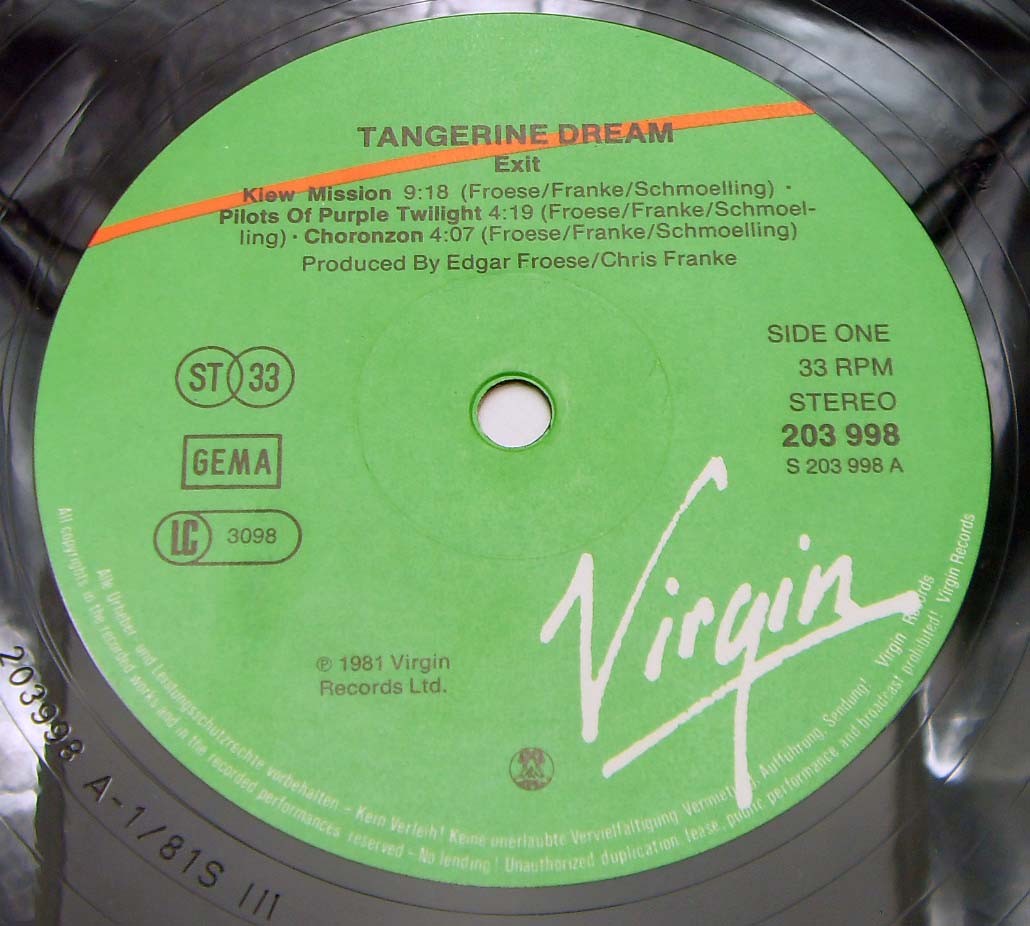 TANGERINE DREAM
Exit
Kiew Mission 9:18 (Froese/Franke/Schmoelling) ·
Pilots Of Purple Twilight 4:19 (Froese/Franke/Schmoel-
ling) · Choronzon 4:07 (Froese/Franke/Schmoelling)
Produced By Edgar Froese/Chris Franke
SIDE ONE
33 RPM
STEREO
203 998
S 203 998 A
ST 33
GEMA
LC 3098
Virgin
℗ 1981 Virgin
Records Ltd.
Alle Urheber- und Leistungsschutzrechte vorbehalten – Kein Verleih! Keine unerlaubte Vervielfältigung, Vermietung, Aufführung, Sendung! Virgin Records
All copyrights in the recorded works and in the recorded performances reserved – No lending! Unauthorized duplication, lease, public performance and broadcast prohibited! Virgin Records
203998 A-1/81S III